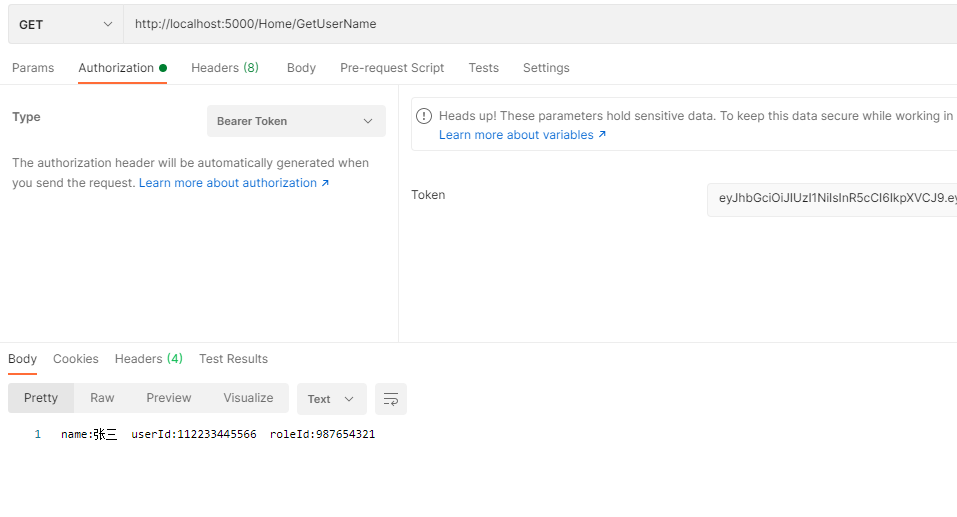 GET http://localhost:5000/Home/GetUserName
Params Authorization Headers (8) Body Pre-request Script Tests Settings
Type Bearer Token
The authorization header will be automatically generated when
you send the request. Learn more about authorization ↗
Heads up! These parameters hold sensitive data. To keep this data secure while working in
Learn more about variables ↗
Token eyJhbGciOiJIUzI1NiIsInR5cCI6IkpXVCJ9.ey
Body Cookies Headers (4) Test Results
Pretty Raw Preview Visualize Text
1 name:张三 userId:112233445566 roleId:987654321